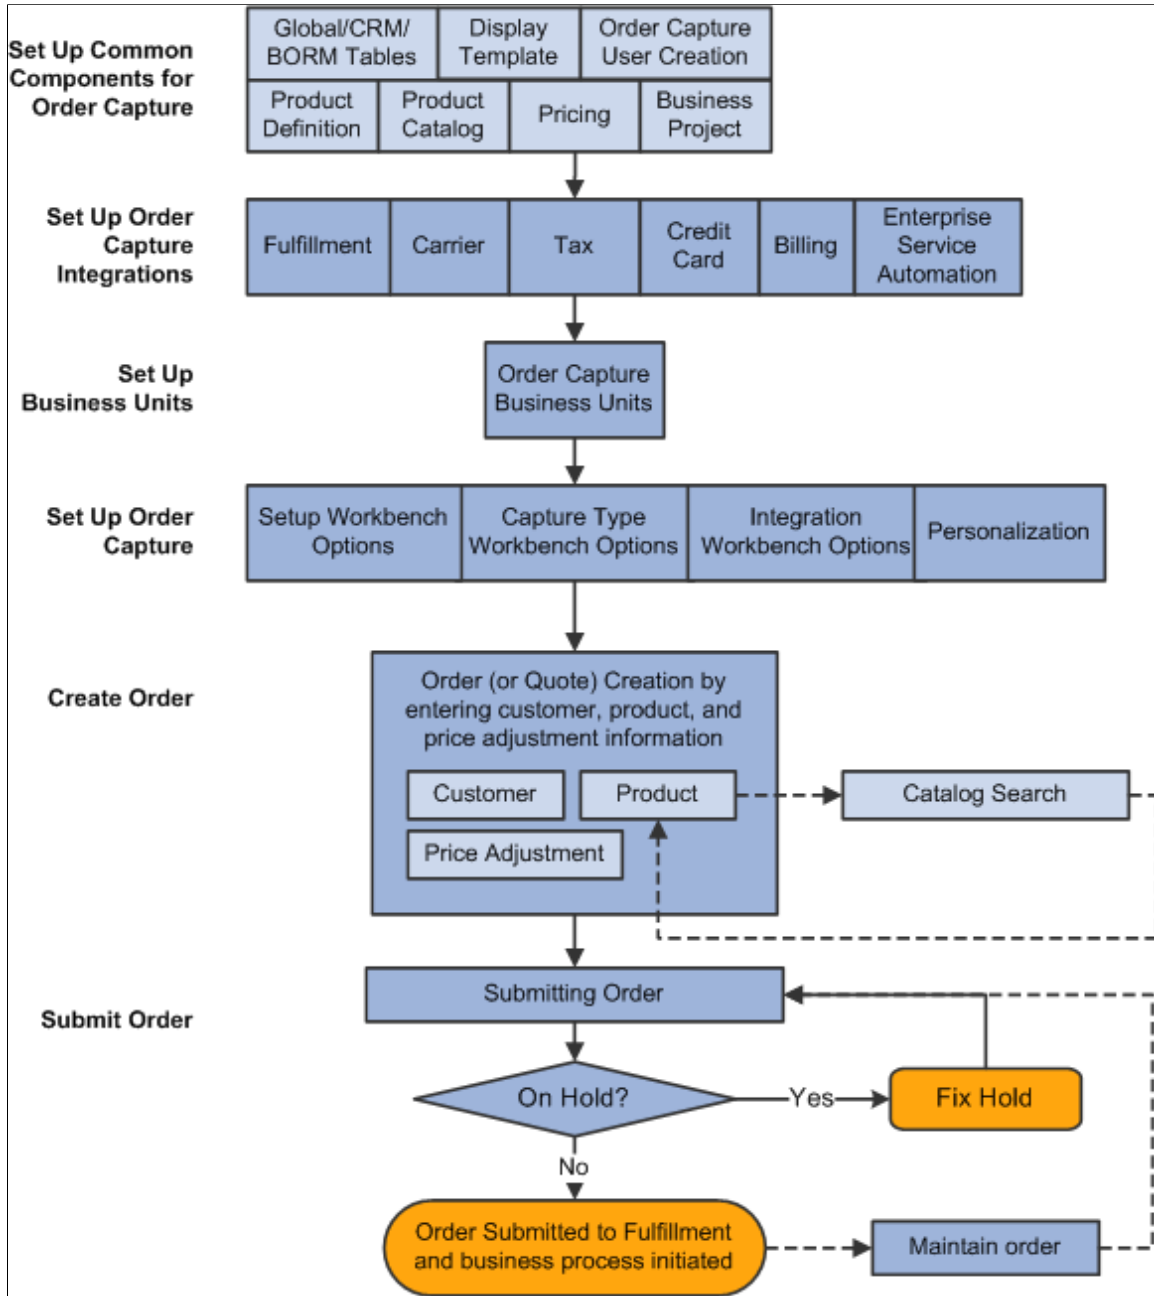 Set Up Common
Components for
Order Capture
Global/CRM/
BORM Tables
Display
Template
Order Capture
User Creation
Product
Definition
Product
Catalog
Pricing
Business
Project
Set Up Order
Capture
Integrations
Fulfillment
Carrier
Tax
Credit
Card
Billing
Enterprise
Service
Automation
Set Up
Business Units
Order Capture
Business Units
Set Up Order
Capture
Setup Workbench
Options
Capture Type
Workbench Options
Integration
Workbench Options
Personalization
Create Order
Order (or Quote) Creation by
entering customer, product, and
price adjustment information
Customer
Product
Catalog Search
Price Adjustment
Submit Order
Submitting Order
On Hold?
Yes
Fix Hold
No
Order Submitted to Fulfillment
and business process initiated
Maintain order